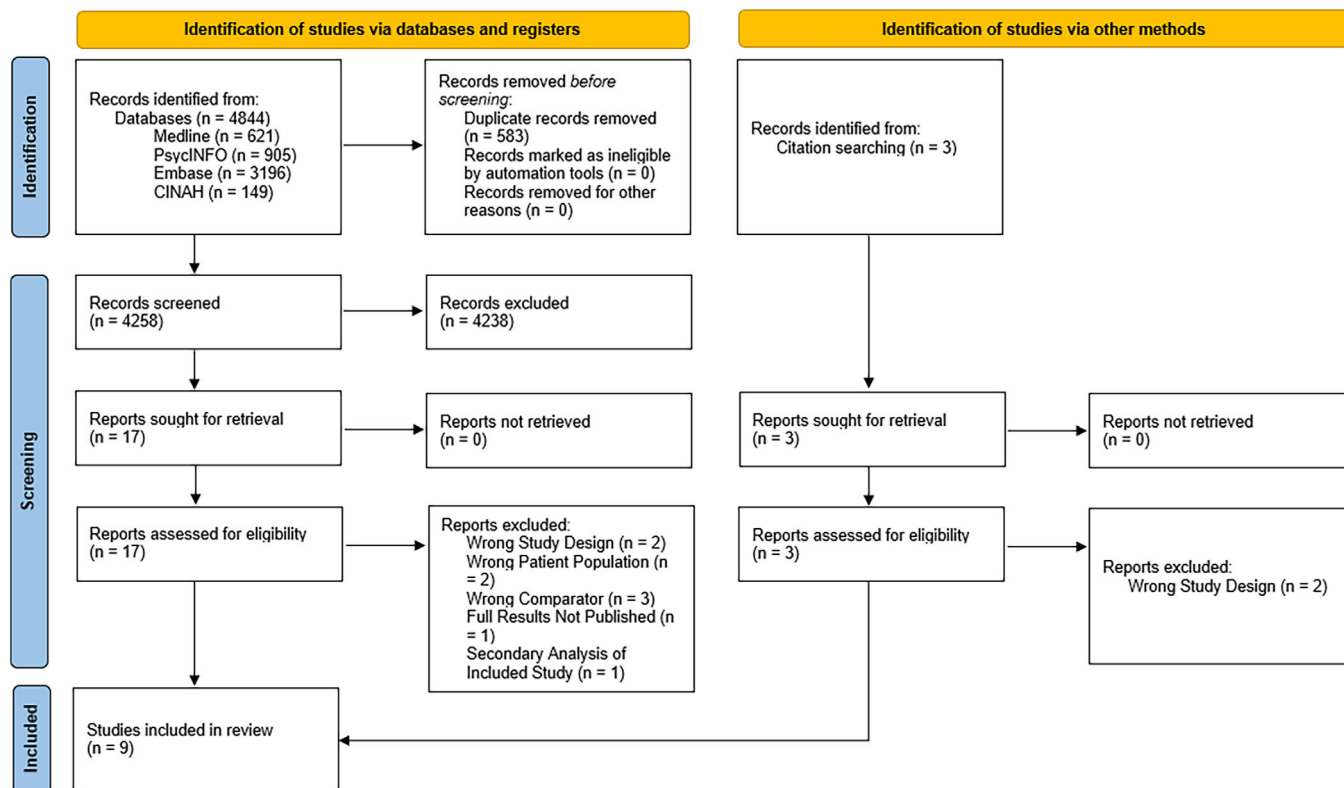 Identification of studies via databases and registers
Identification of studies via other methods
Identification
Records identified from:
Databases (n = 4844)
Medline (n = 621)
PsycINFO (n = 905)
Embase (n = 3196)
CINAH (n = 149)
Records removed before
screening:
Duplicate records removed
(n = 583)
Records marked as ineligible
by automation tools (n = 0)
Records removed for other
reasons (n = 0)
Records identified from:
Citation searching (n = 3)
Screening
Records screened
(n = 4258)
Records excluded
(n = 4238)
Reports sought for retrieval
(n = 17)
Reports not retrieved
(n = 0)
Reports sought for retrieval
(n = 3)
Reports not retrieved
(n = 0)
Reports assessed for eligibility
(n = 17)
Reports excluded:
Wrong Study Design (n = 2)
Wrong Patient Population (n
= 2)
Wrong Comparator (n = 3)
Full Results Not Published (n
= 1)
Secondary Analysis of
Included Study (n = 1)
Reports assessed for eligibility
(n = 3)
Reports excluded:
Wrong Study Design (n = 2)
Included
Studies included in review
(n = 9)